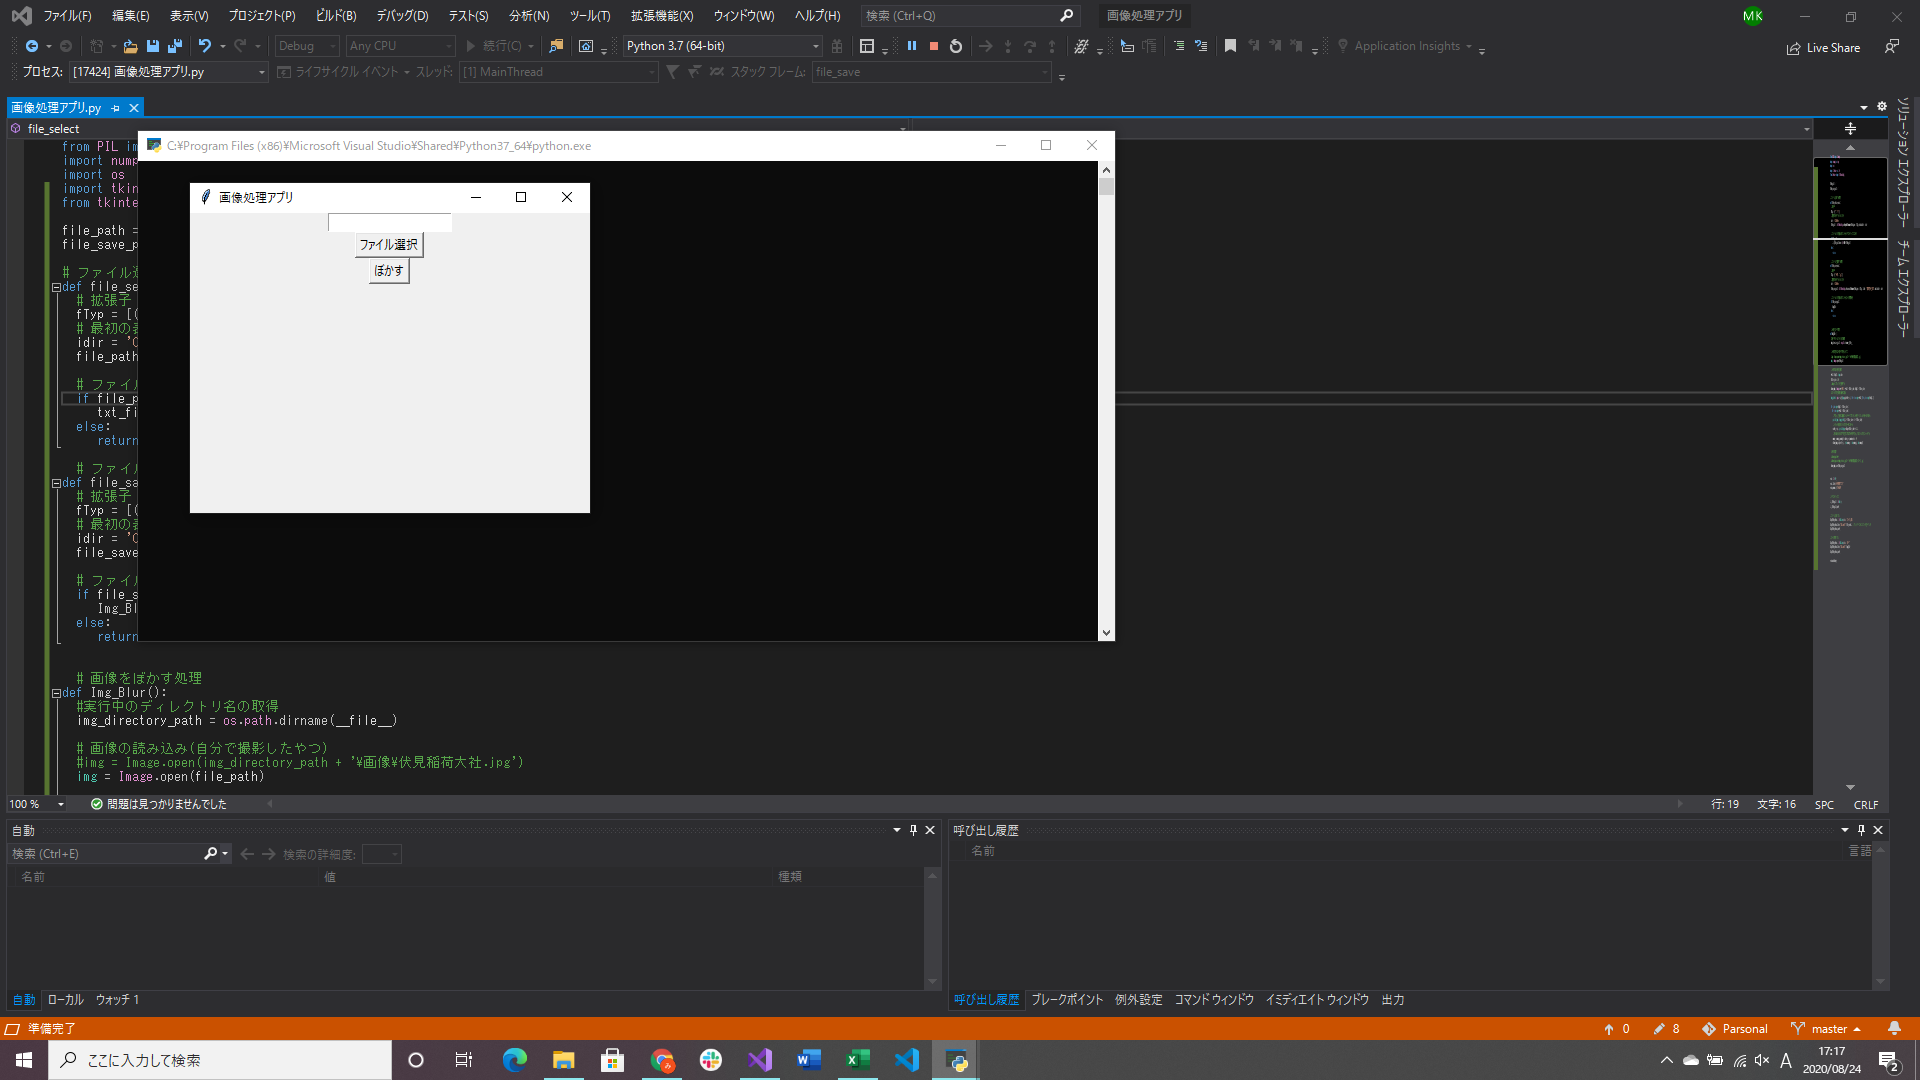 ファイル(F) 編集(E) 表示(V) プロジェクト(P) ビルド(B) デバッグ(D) テスト(S) 分析(N) ツール(T) 拡張機能(X) ウィンドウ(W) ヘルプ(H) 検索 (Ctrl+Q) 画像処理アプリ MK
Debug Any CPU 続行(C) Python 3.7 (64-bit) Application Insights Live Share
プロセス: [17424] 画像処理アプリ.py ライフサイクル イベント スレッド: [1] MainThread スタック フレーム: file_save
画像処理アプリ.py
file_select
C:¥Program Files (x86)¥Microsoft Visual Studio¥Shared¥Python37_64¥python.exe
画像処理アプリ
ファイル選択
ぼかす
from PIL im
import nump
import os
import tkin
from tkinte
file_path =
file_save_p
# ファイル
def file_se
# 拡張子
fTyp = [(
# 最初の
idir = 'C
file_path
# ファイル
if file_p
txt_fi
else:
return
# ファイル
def file_sa
# 拡張子
fTyp = [(
# 最初の
idir = 'C
file_save
# ファイル
if file_s
Img_Bl
else:
return
# 画像をぼかす処理
def Img_Blur():
#実行中のディレクトリ名の取得
img_directory_path = os.path.dirname(__file__)
# 画像の読み込み(自分で撮影したやつ)
#img = Image.open(img_directory_path + '¥画像¥伏見稲荷大社.jpg')
img = Image.open(file_path)
ソリューション エクスプローラー
チーム エクスプローラー
100 % 問題は見つかりませんでした 行: 19 文字: 16 SPC CRLF
自動
検索 (Ctrl+E) 検索の詳細度:
名前 値 種類
自動 ローカル ウォッチ 1
呼び出し履歴
名前 言語
呼び出し履歴 ブレークポイント 例外設定 コマンド ウィンドウ イミディエイト ウィンドウ 出力
準備完了 0 8 Parsonal master
ここに入力して検索
A 17:17
2020/08/24
2